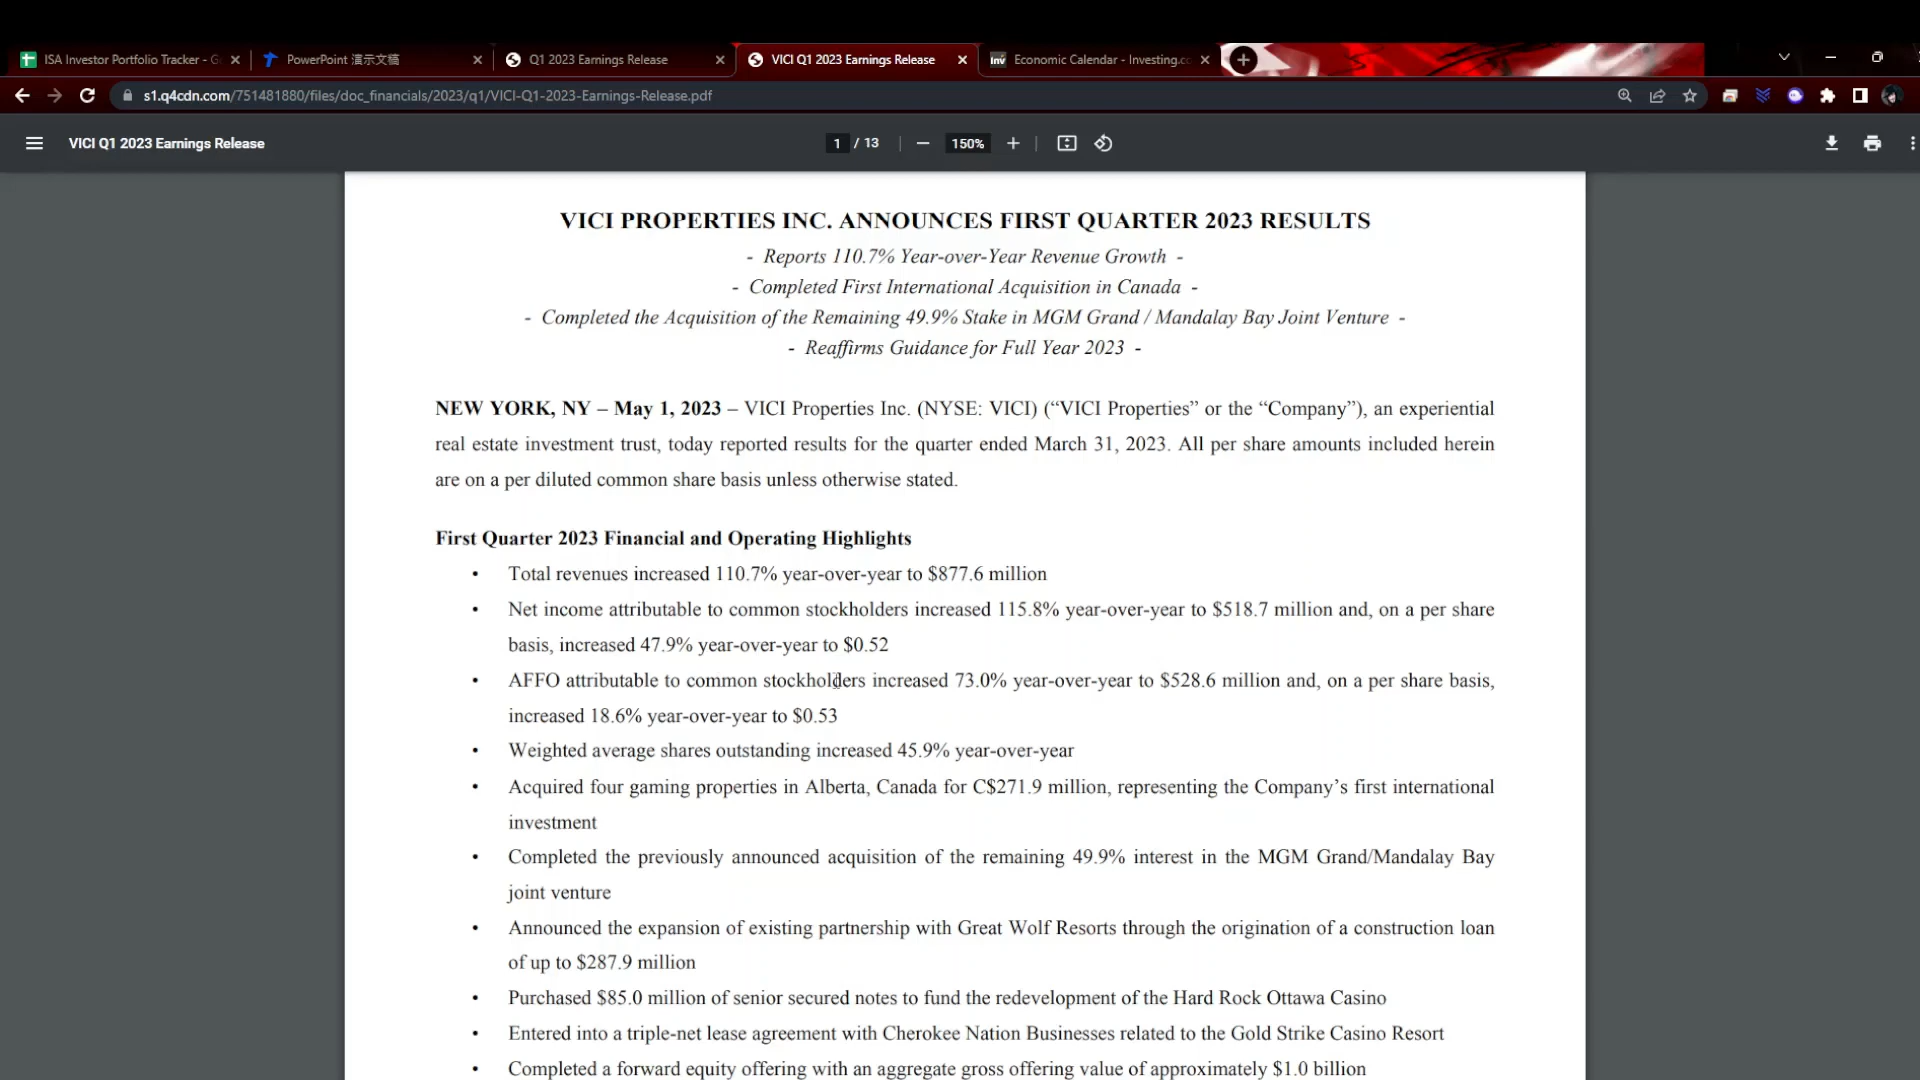 ISA Investor Portfolio Tracker - G
PowerPoint 演示文稿
Q1 2023 Earnings Release
VICI Q1 2023 Earnings Release
Economic Calendar - Investing.c
s1.q4cdn.com/751481880/files/doc_financials/2023/q1/VICI-Q1-2023-Earnings-Release.pdf
VICI Q1 2023 Earnings Release
1 / 13
150%
VICI PROPERTIES INC. ANNOUNCES FIRST QUARTER 2023 RESULTS
- Reports 110.7% Year-over-Year Revenue Growth -
- Completed First International Acquisition in Canada -
- Completed the Acquisition of the Remaining 49.9% Stake in MGM Grand / Mandalay Bay Joint Venture -
- Reaffirms Guidance for Full Year 2023 -
NEW YORK, NY – May 1, 2023 – VICI Properties Inc. (NYSE: VICI) (“VICI Properties” or the “Company”), an experiential
real estate investment trust, today reported results for the quarter ended March 31, 2023. All per share amounts included herein
are on a per diluted common share basis unless otherwise stated.
First Quarter 2023 Financial and Operating Highlights
• Total revenues increased 110.7% year-over-year to $877.6 million
• Net income attributable to common stockholders increased 115.8% year-over-year to $518.7 million and, on a per share
basis, increased 47.9% year-over-year to $0.52
• AFFO attributable to common stockholders increased 73.0% year-over-year to $528.6 million and, on a per share basis,
increased 18.6% year-over-year to $0.53
• Weighted average shares outstanding increased 45.9% year-over-year
• Acquired four gaming properties in Alberta, Canada for C$271.9 million, representing the Company’s first international
investment
• Completed the previously announced acquisition of the remaining 49.9% interest in the MGM Grand/Mandalay Bay
joint venture
• Announced the expansion of existing partnership with Great Wolf Resorts through the origination of a construction loan
of up to $287.9 million
• Purchased $85.0 million of senior secured notes to fund the redevelopment of the Hard Rock Ottawa Casino
• Entered into a triple-net lease agreement with Cherokee Nation Businesses related to the Gold Strike Casino Resort
• Completed a forward equity offering with an aggregate gross offering value of approximately $1.0 billion